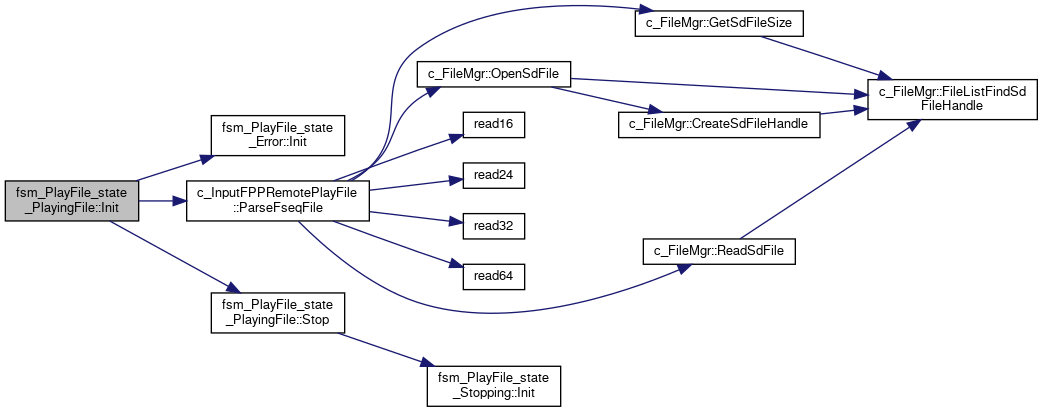 fsm_PlayFile_state
_PlayingFile::Init
fsm_PlayFile_state
_Error::Init
c_InputFPPRemotePlayFile
::ParseFseqFile
fsm_PlayFile_state
_PlayingFile::Stop
c_FileMgr::GetSdFileSize
c_FileMgr::OpenSdFile
read16
read24
read32
read64
c_FileMgr::ReadSdFile
c_FileMgr::CreateSdFileHandle
c_FileMgr::FileListFindSd
FileHandle
fsm_PlayFile_state
_Stopping::Init